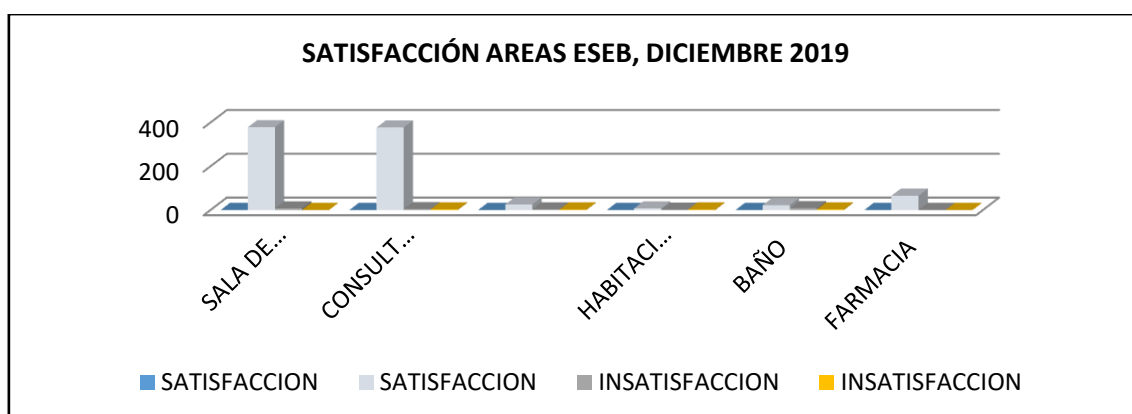 SATISFACCIÓN AREAS ESEB, DICIEMBRE 2019
400
200
0
SALA DE...
CONSULT...
HABITACI...
BAÑO
FARMACIA
SATISFACCION SATISFACCION INSATISFACCION INSATISFACCION